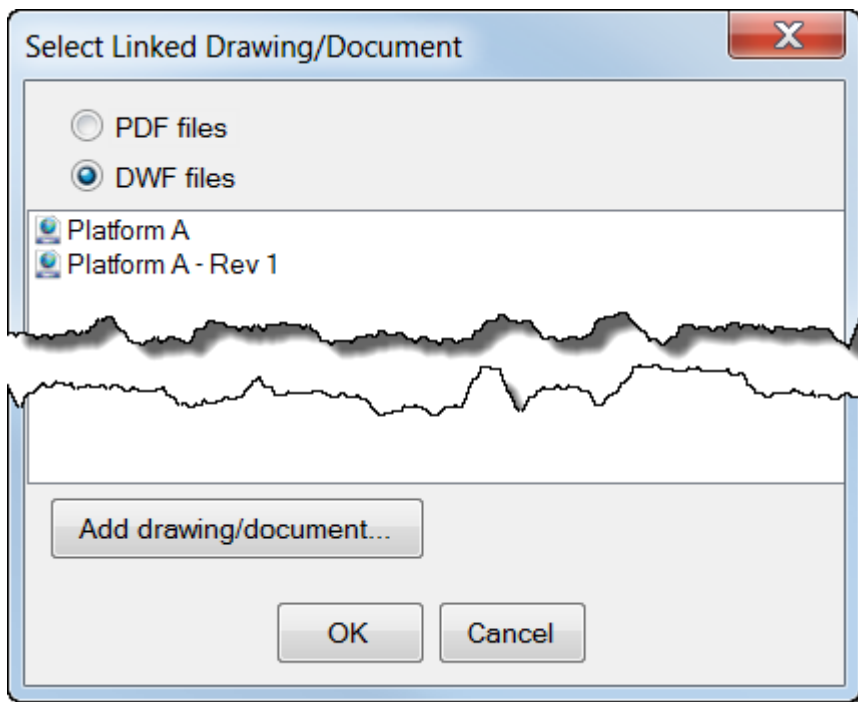 Select Linked Drawing/Document
PDF files
DWF files
Platform A
Platform A - Rev 1
Add drawing/document...
OK
Cancel